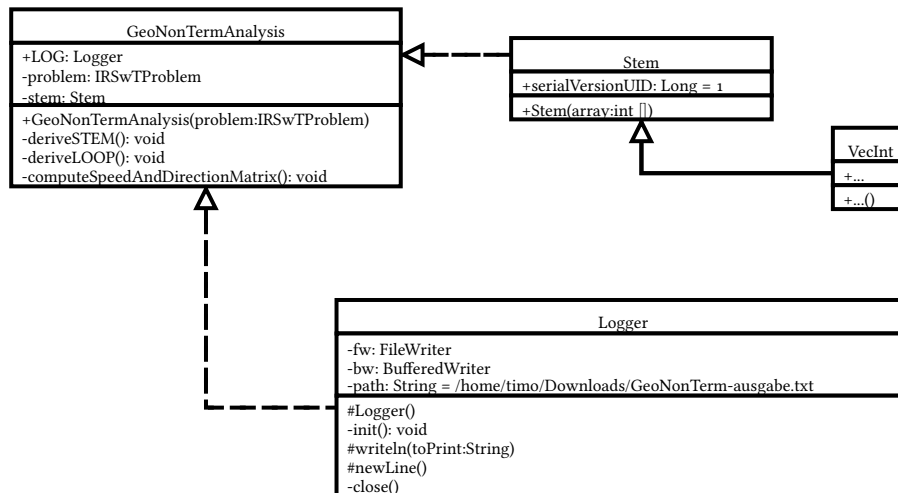 GeoNonTermAnalysis
+LOG: Logger
-problem: IRSwTProblem
-stem: Stem
+GeoNonTermAnalysis(problem:IRSwTProblem)
-deriveSTEM(): void
-deriveLOOP(): void
-computeSpeedAndDirectionMatrix(): void
Stem
+serialVersionUID: Long = 1
+Stem(array:int [])
VecInt
+...
+...()
Logger
-fw: FileWriter
-bw: BufferedWriter
-path: String = /home/timo/Downloads/GeoNonTerm-ausgabe.txt
#Logger()
-init(): void
#writeln(toPrint:String)
#newLine()
-close()